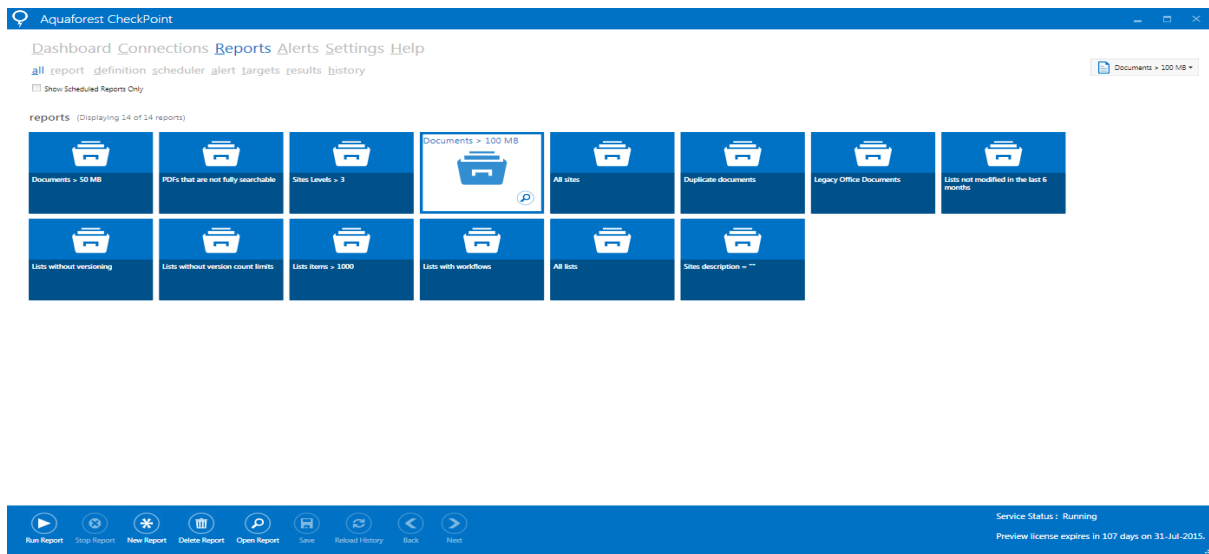 Aquaforest CheckPoint
Dashboard Connections Reports Alerts Settings Help
all report definition scheduler alert targets results history
Documents > 100 MB
Show Scheduled Reports Only
reports (Displaying 14 of 14 reports)
Documents > 50 MB
PDFs that are not fully searchable
Sites Levels > 3
Documents > 100 MB
All sites
Duplicate documents
Legacy Office Documents
Lists not modified in the last 6
months
Lists without versioning
Lists without version count limits
Lists items > 1000
Lists with workflows
All lists
Sites description = ""
Run Report
Stop Report
New Report
Delete Report
Open Report
Save
Reload History
Back
Next
Service Status : Running
Preview license expires in 107 days on 31-Jul-2015.